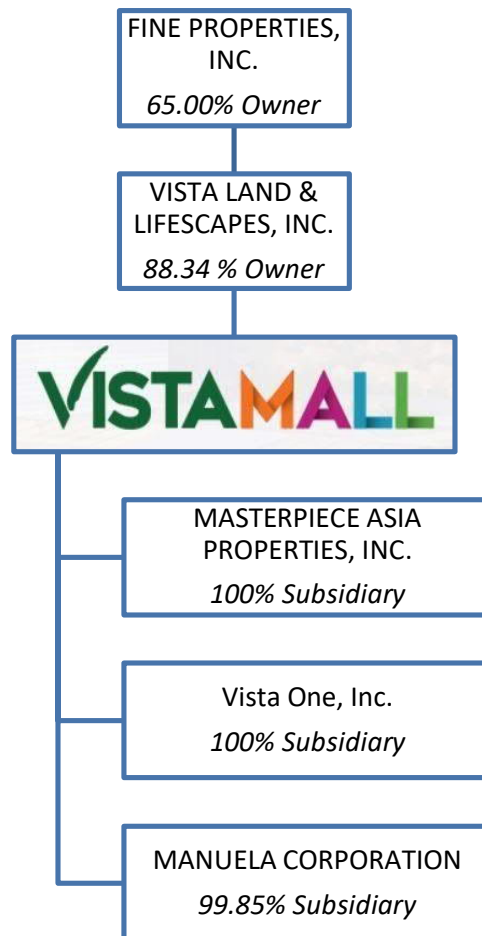 FINE PROPERTIES,
INC.
65.00% Owner
VISTA LAND &
LIFESCAPES, INC.
88.34 % Owner
VISTAMALL
MASTERPIECE ASIA
PROPERTIES, INC.
100% Subsidiary
Vista One, Inc.
100% Subsidiary
MANUELA CORPORATION
99.85% Subsidiary